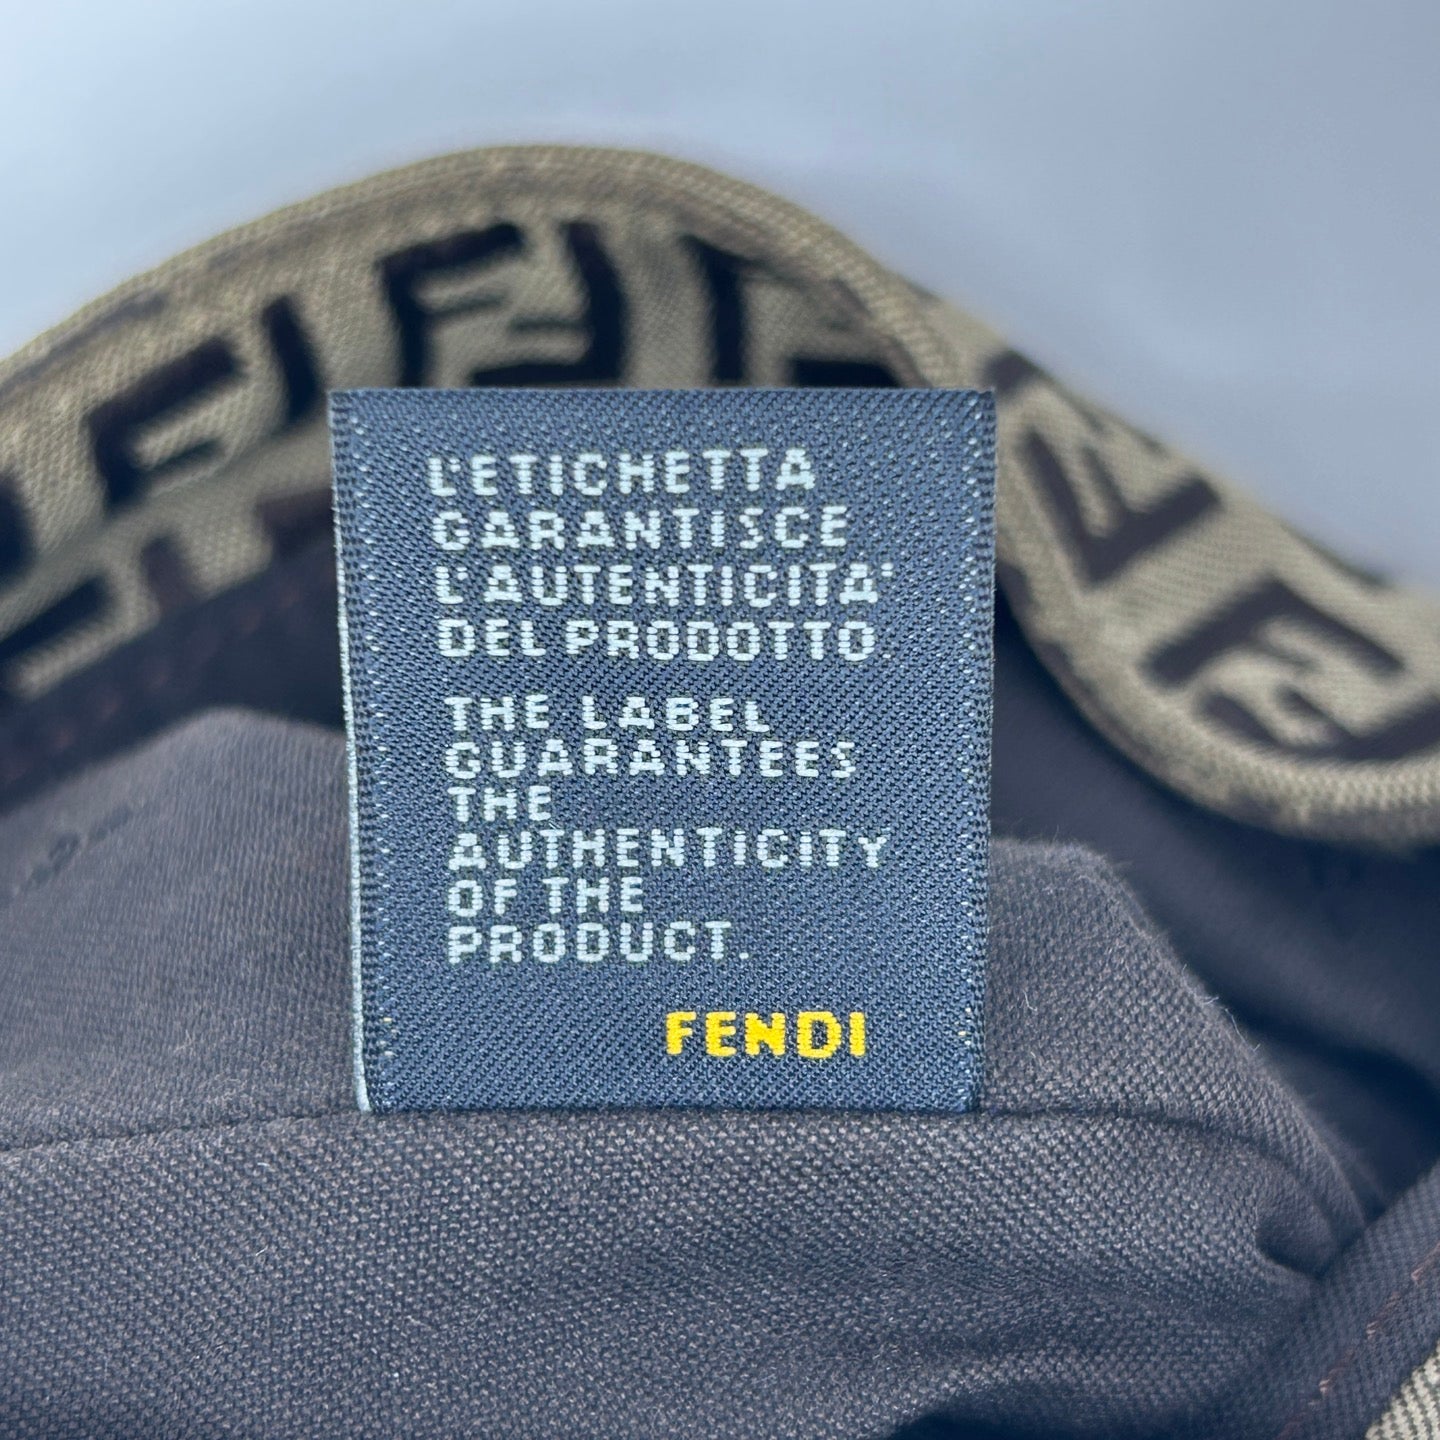 L'ETICHETTA
GARANTISCE
L'AUTENTICITA'
DEL PRODOTTO.
THE LABEL
GUARANTEES
THE
AUTHENTICITY
OF THE
PRODUCT.
FENDI